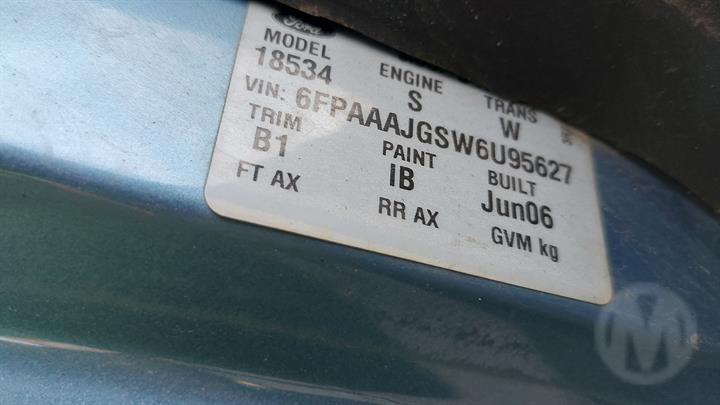 Ford
MODEL ENGINE TRANS
18534 S W
VIN: 6FPAAAJGSW6U95627
TRIM PAINT BUILT
B1 IB Jun06
FT AX RR AX GVM kg
M